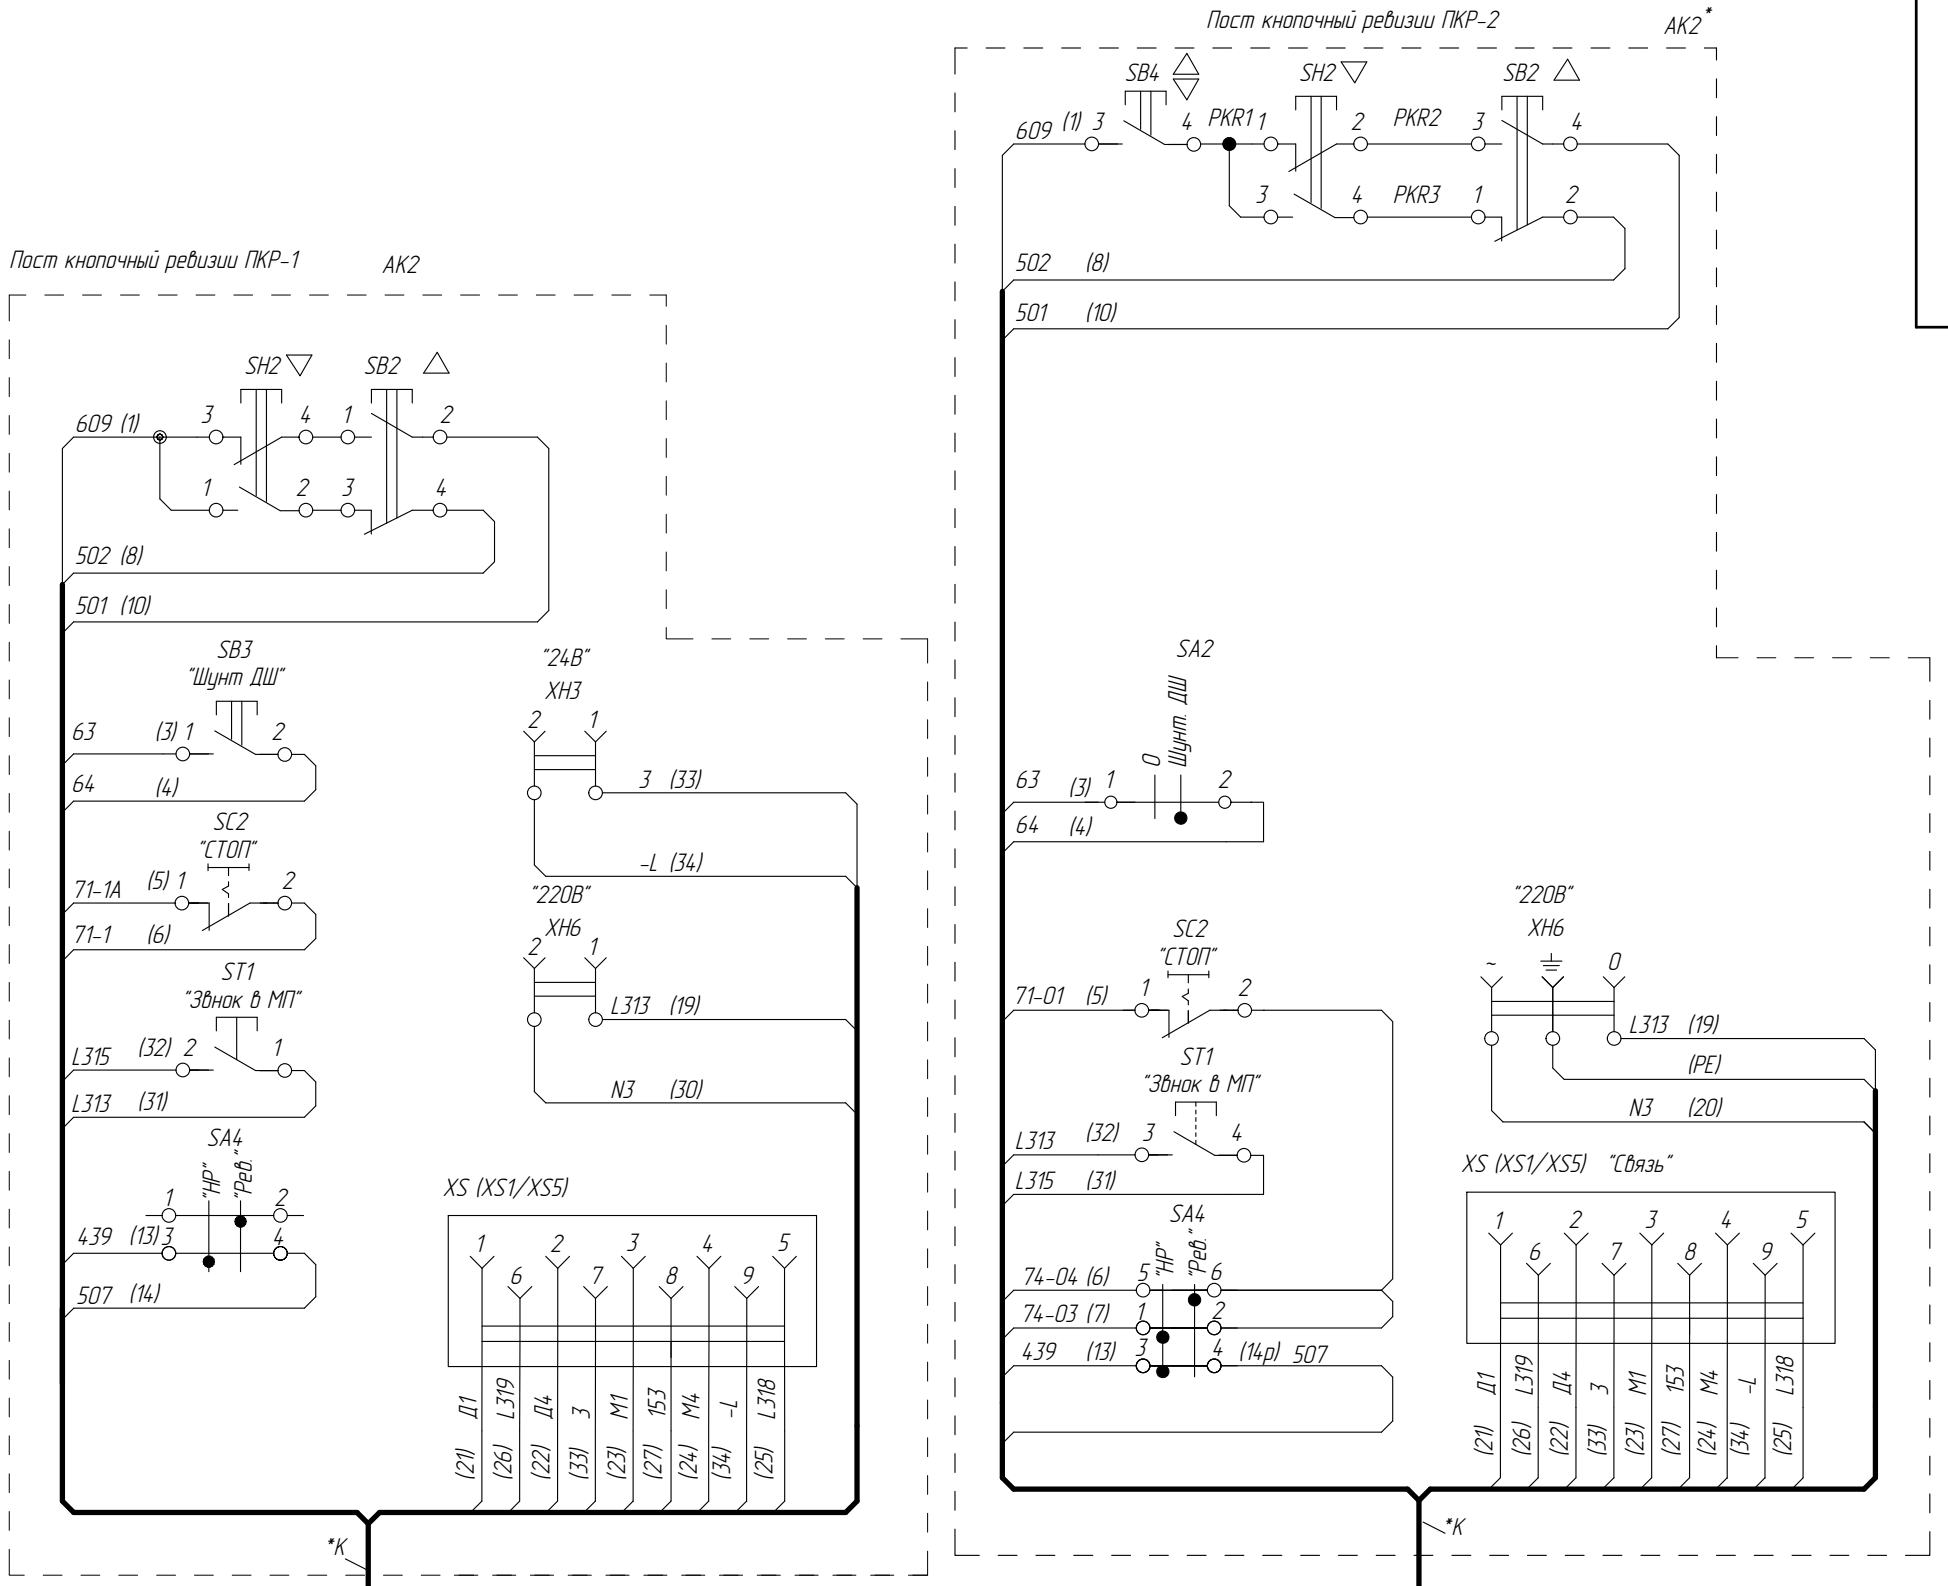 Пост кнопочный ревизии ПКР-1 АК2
SH2 SB2
609 (1) 3 4 1 2
1 2 3 4
502 (8)
501 (10)
SB3
"Шунт ДШ"
63 (3) 1 2
64 (4)
SC2
"СТОП"
71-1А (5) 1 2
71-1 (6)
ST1
"Звнок в МП"
L315 (32) 2 1
L313 (31)
SA4
"НР" "Рев."
1 2
439 (13) 3 4
507 (14)
"24В"
ХН3
2 1
3 (33)
-L (34)
"220В"
ХН6
2 1
L313 (19)
N3 (30)
XS (XS1/XS5)
1 2 3 4 5
6 7 8 9
Д1 L319 Д4 3 М1 153 М4 -L L318
(21) (26) (22) (33) (23) (27) (24) (34) (25)
*К
Пост кнопочный ревизии ПКР-2 АК2*
SB4 SH2 SB2
609 (1) 3 4 PKR1 1 2 PKR2 3 4
3 4 PKR3 1 2
502 (8)
501 (10)
SA2
0 Шунт. ДШ
63 (3) 1 2
64 (4)
SC2
"СТОП"
71-01 (5) 1 2
ST1
"Звнок в МП"
L313 (32) 3 4
L315 (31)
SA4
"НР" "Рев."
74-04 (6) 5 6
74-03 (7) 1 2
439 (13) 3 4 (14р) 507
"220В"
ХН6
~ 0
L313 (19)
(PE)
N3 (20)
XS (XS1/XS5) "Связь"
1 2 3 4 5
6 7 8 9
Д1 L319 Д4 3 М1 153 М4 -L L318
(21) (26) (22) (33) (23) (27) (24) (34) (25)
*К